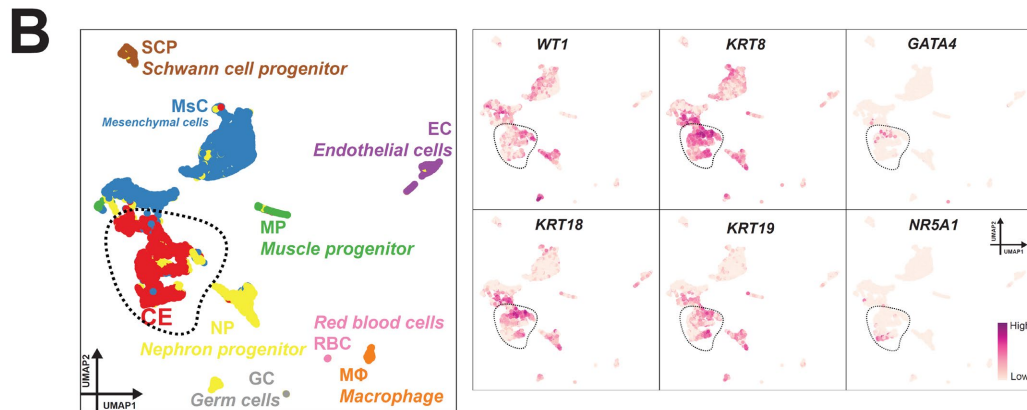 B
SCP
Schwann cell progenitor
MsC
Mesenchymal cells
EC
Endothelial cells
MP
Muscle progenitor
CE
NP
Nephron progenitor
Red blood cells
RBC
MΦ
Macrophage
GC
Germ cells
UMAP2
UMAP1
WT1
KRT8
GATA4
KRT18
KRT19
NR5A1
UMAP2
UMAP1
High
Low